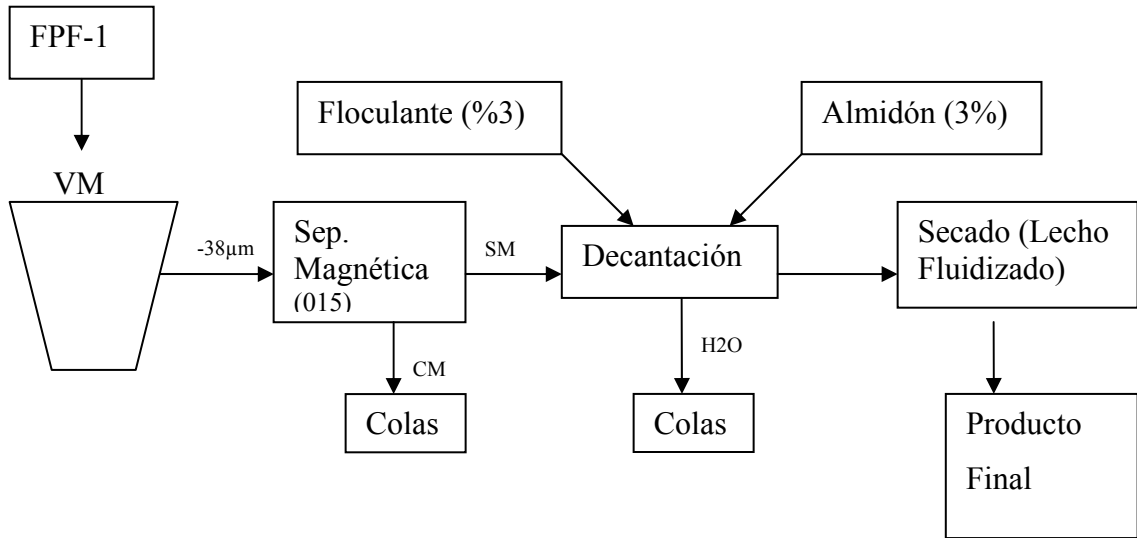 FPF-1
Floculante (%3)
Almidón (3%)
VM
-38µm
Sep.
Magnética
(015)
SM
Decantación
Secado (Lecho
Fluidizado)
CM
H2O
Colas
Colas
Producto
Final